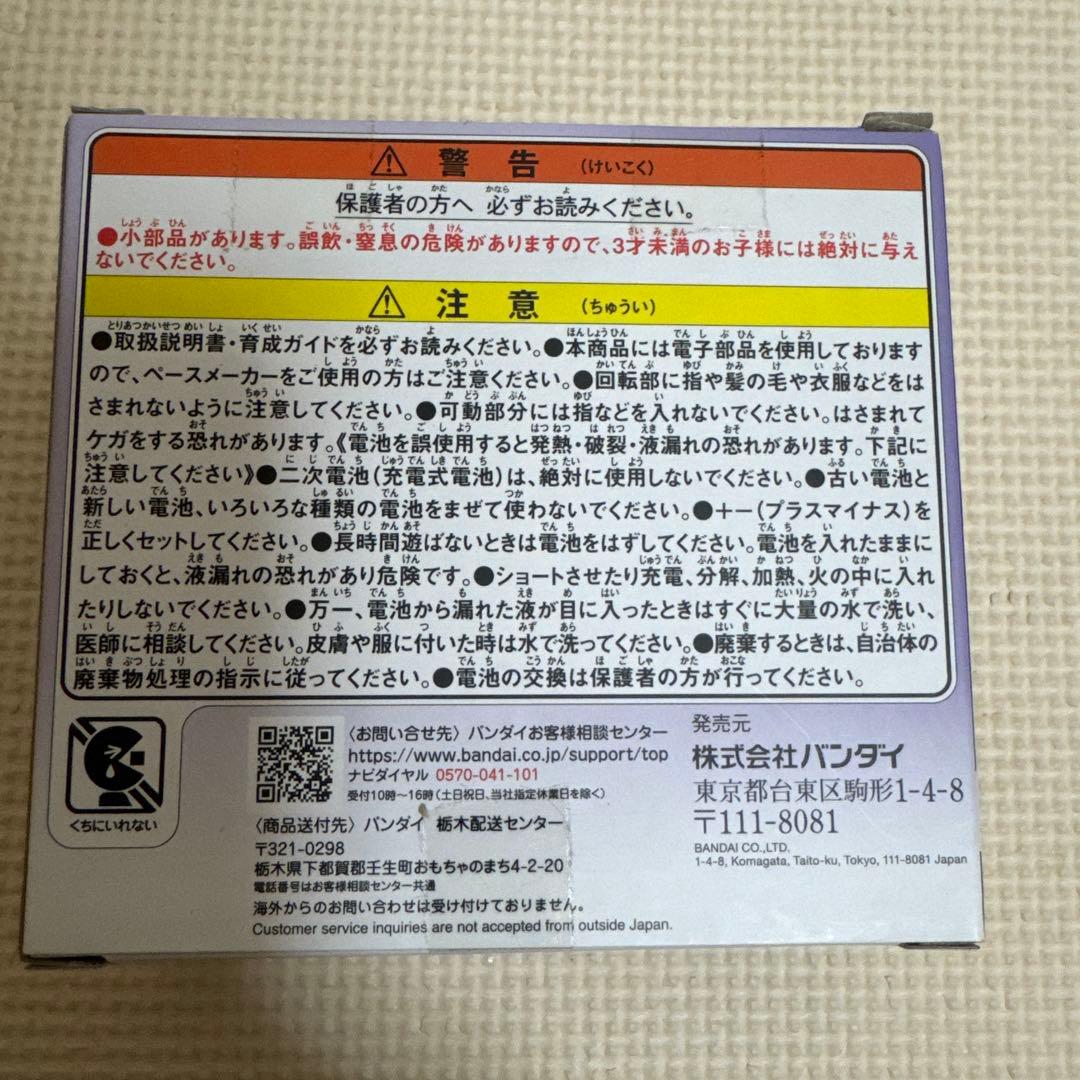 警告 (けいこく)
保護者の方へ 必ずお読みください。
●小部品があります。誤飲・窒息の危険がありますので、3才未満のお子様には絶対に与え
ないでください。
注意 (ちゅうい)
●取扱説明書・育成ガイドを必ずお読みください。●本商品には電子部品を使用しております
ので、ペースメーカーをご使用の方はご注意ください。●回転部に指や髪の毛や衣服などをは
さまれないように注意してください。●可動部分には指などを入れないでください。はさまれて
ケガをする恐れがあります。《電池を誤使用すると発熱・破裂・液漏れの恐れがあります。下記に
注意してください》●二次電池(充電式電池)は、絶対に使用しないでください。●古い電池と
新しい電池、いろいろな種類の電池をまぜて使わないでください。●+−(プラスマイナス)を
正しくセットしてください。●長時間遊ばないときは電池をはずしてください。電池を入れたままに
しておくと、液漏れの恐れがあり危険です。●ショートさせたり充電、分解、加熱、火の中に入れ
たりしないでください。●万一、電池から漏れた液が目に入ったときはすぐに大量の水で洗い、
医師に相談してください。皮膚や服に付いた時は水で洗ってください。●廃棄するときは、自治体の
廃棄物処理の指示に従ってください。●電池の交換は保護者の方が行ってください。
くちにいれない
〈お問い合せ先〉バンダイお客様相談センター
https://www.bandai.co.jp/support/top
ナビダイヤル 0570-041-101
受付10時〜16時(土日祝日、当社指定休業日を除く)
〈商品送付先〉バンダイ 栃木配送センター
〒321-0298
栃木県下都賀郡壬生町おもちゃのまち4-2-20
電話番号はお客様相談センター共通
海外からのお問い合わせは受け付けておりません。
Customer service inquiries are not accepted from outside Japan.
発売元
株式会社バンダイ
東京都台東区駒形1-4-8
〒111-8081
BANDAI CO.,LTD.
1-4-8, Komagata, Taito-ku, Tokyo, 111-8081 Japan